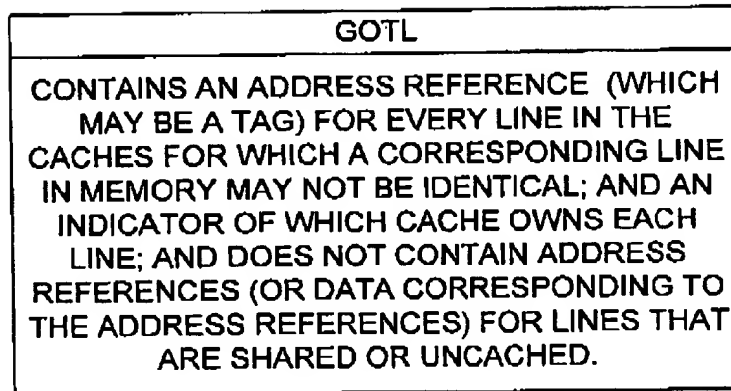 GOTL
CONTAINS AN ADDRESS REFERENCE (WHICH
MAY BE A TAG) FOR EVERY LINE IN THE
CACHES FOR WHICH A CORRESPONDING LINE
IN MEMORY MAY NOT BE IDENTICAL; AND AN
INDICATOR OF WHICH CACHE OWNS EACH
LINE; AND DOES NOT CONTAIN ADDRESS
REFERENCES (OR DATA CORRESPONDING TO
THE ADDRESS REFERENCES) FOR LINES THAT
ARE SHARED OR UNCACHED.